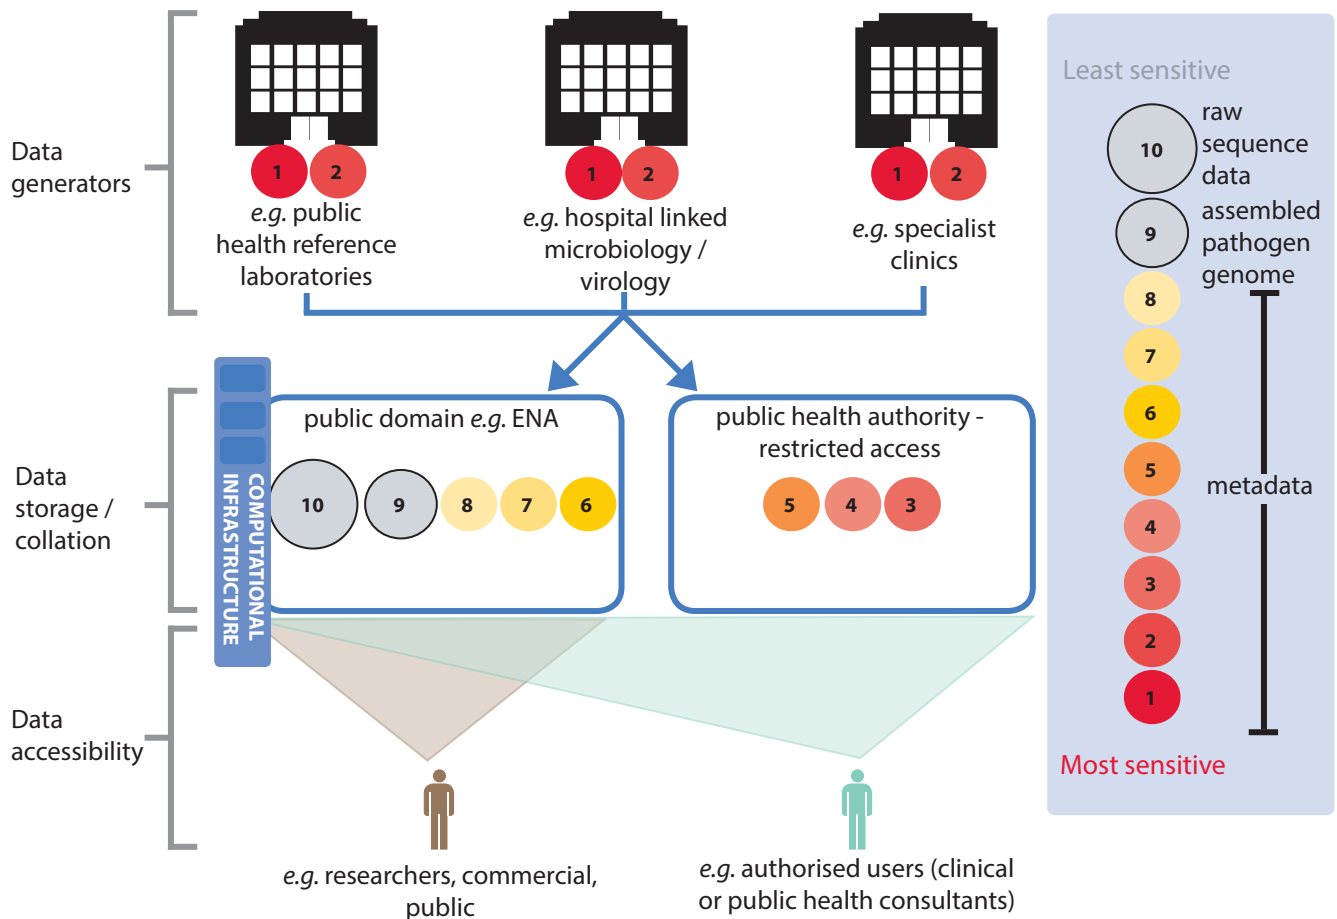 Data
generators
1 2
e.g. public
health reference
laboratories
1 2
e.g. hospital linked
microbiology /
virology
1 2
e.g. specialist
clinics
Data
storage /
collation
COMPUTATIONAL
INFRASTRUCTURE
public domain e.g. ENA
10 9 8 7 6
public health authority -
restricted access
5 4 3
Data
accessibility
e.g. researchers, commercial,
public
e.g. authorised users (clinical
or public health consultants)
Least sensitive
10
raw
sequence
data
9
assembled
pathogen
genome
8
7
6
5
metadata
4
3
2
1
Most sensitive